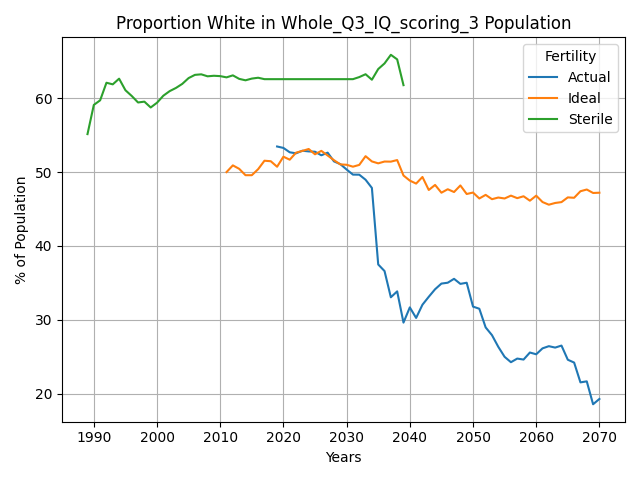 Proportion White in Whole_Q3_IQ_scoring_3 Population
Fertility
Actual
Ideal
Sterile
% of Population
60
50
40
30
20
1990 2000 2010 2020 2030 2040 2050 2060 2070
Years